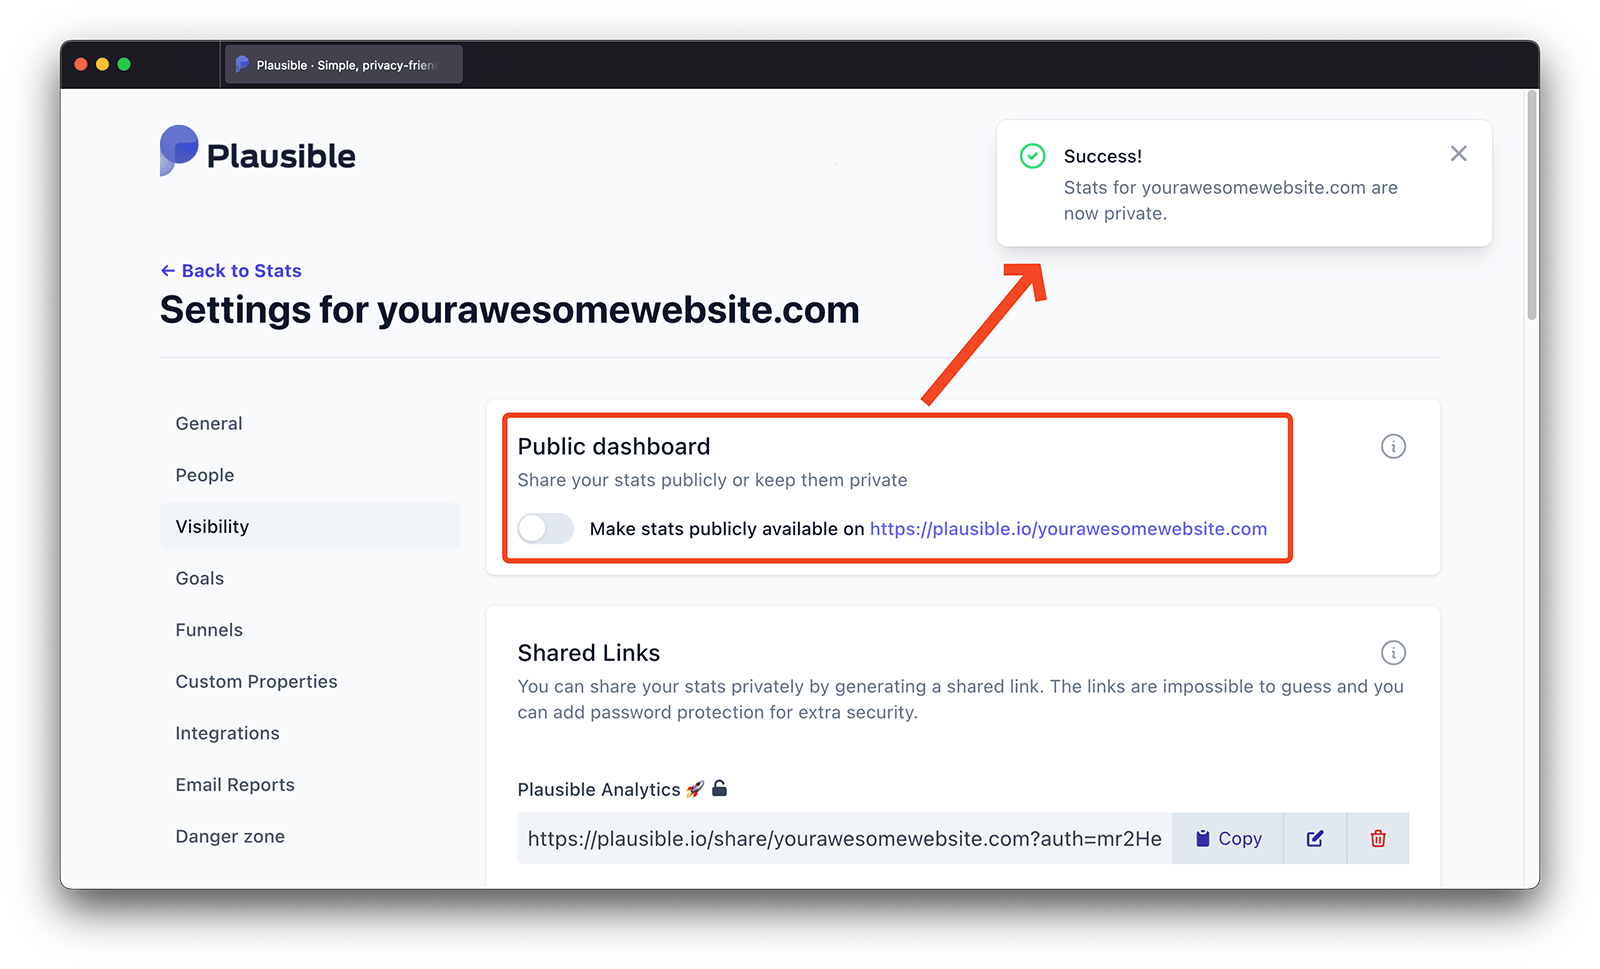 Plausible · Simple, privacy-frien
Plausible
Success!
Stats for yourawesomewebsite.com are
now private.
← Back to Stats
Settings for yourawesomewebsite.com
General
People
Visibility
Goals
Funnels
Custom Properties
Integrations
Email Reports
Danger zone
Public dashboard
Share your stats publicly or keep them private
Make stats publicly available on https://plausible.io/yourawesomewebsite.com
Shared Links
You can share your stats privately by generating a shared link. The links are impossible to guess and you
can add password protection for extra security.
Plausible Analytics 🚀 🔓
https://plausible.io/share/yourawesomewebsite.com?auth=mr2He
Copy